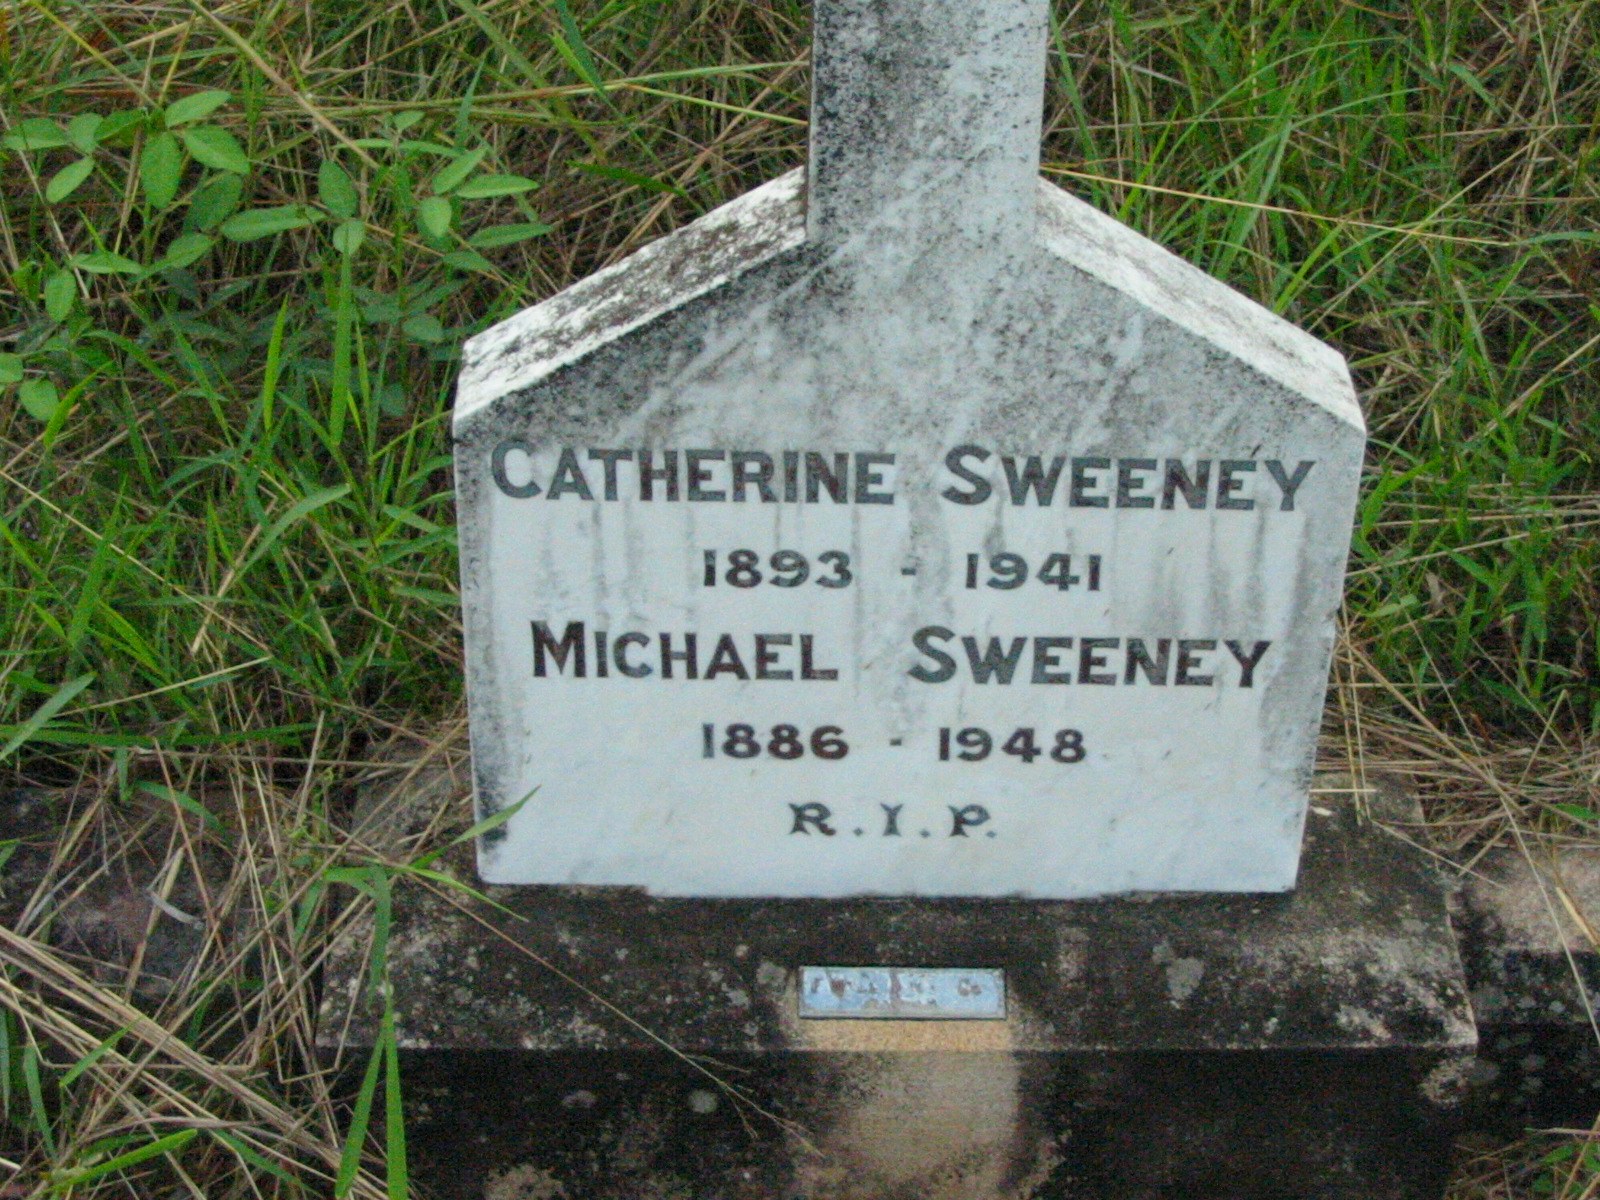 CATHERINE SWEENEY
1893 - 1941
MICHAEL SWEENEY
1886 - 1948
R.I.P.